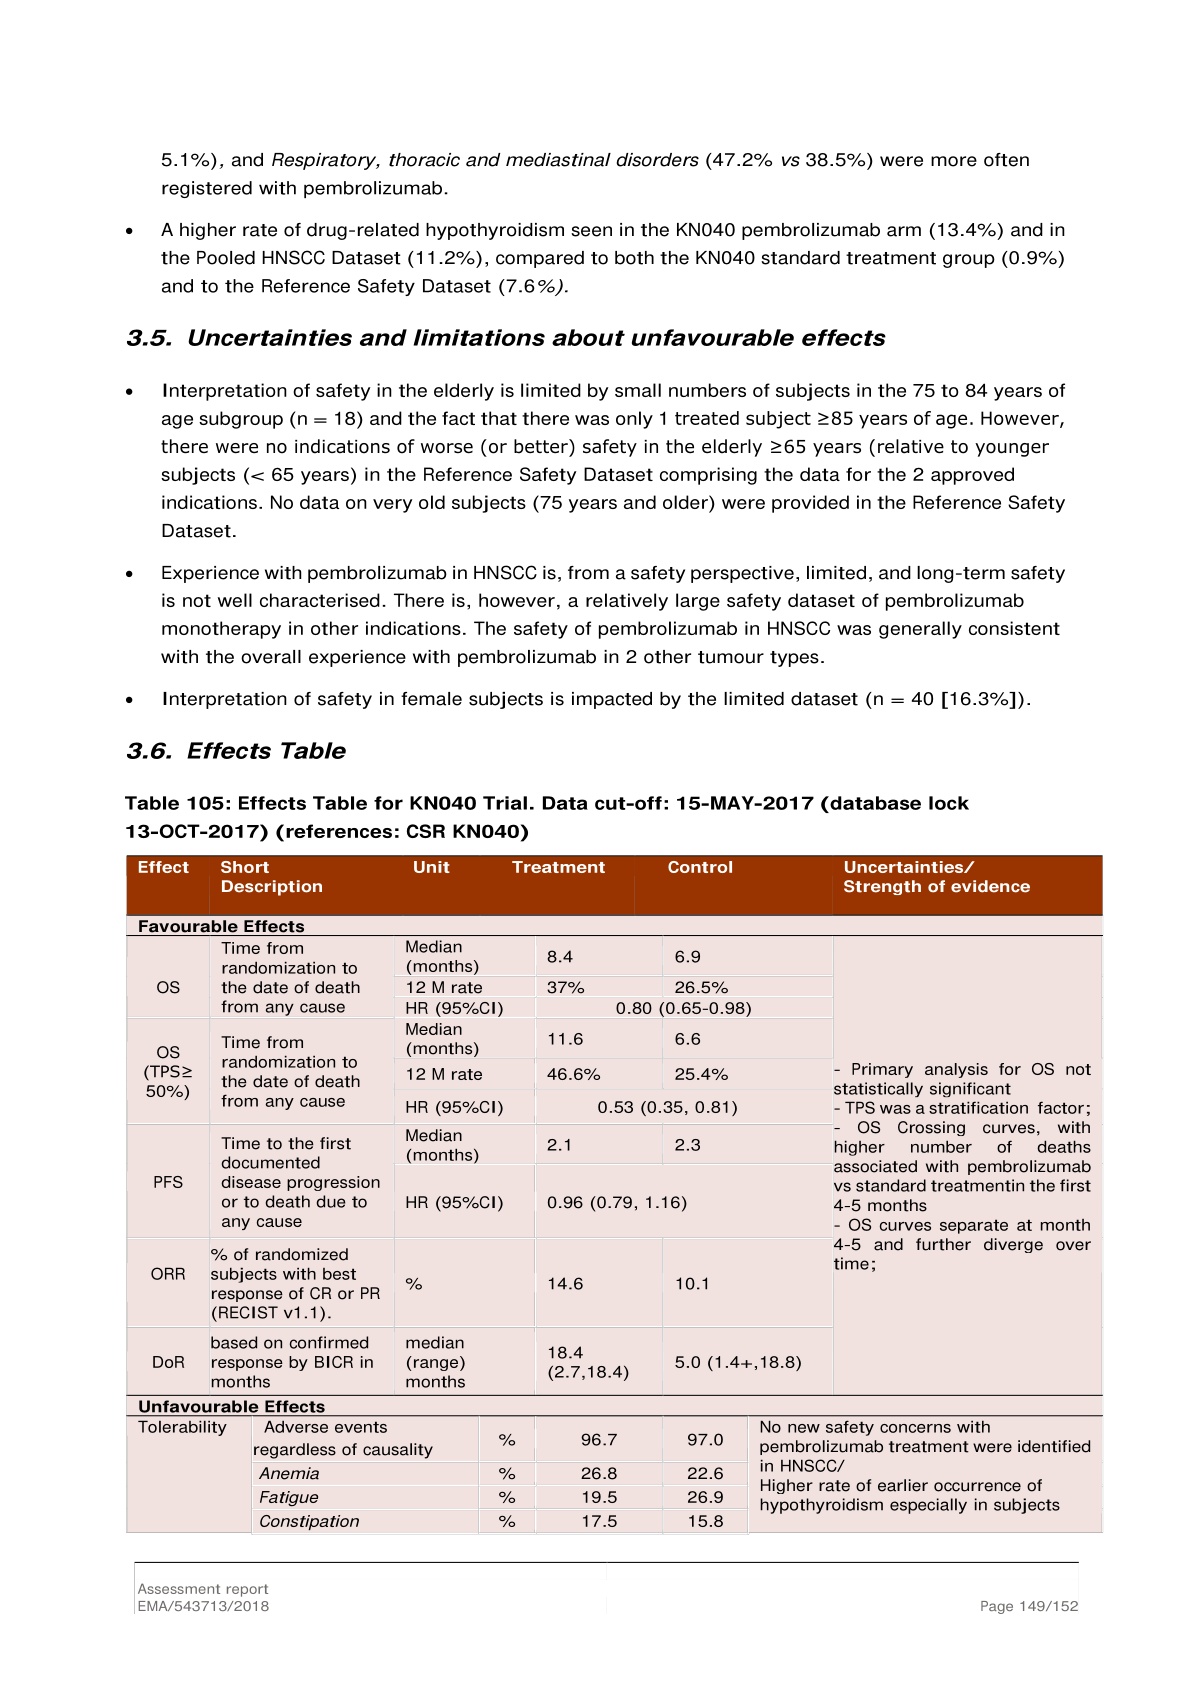 5.1%), and Respiratory, thoracic and mediastinal disorders (47.2% vs 38.5%) were more often
registered with pembrolizumab.
• A higher rate of drug-related hypothyroidism seen in the KN040 pembrolizumab arm (13.4%) and in
the Pooled HNSCC Dataset (11.2%), compared to both the KN040 standard treatment group (0.9%)
and to the Reference Safety Dataset (7.6%).
3.5. Uncertainties and limitations about unfavourable effects
• Interpretation of safety in the elderly is limited by small numbers of subjects in the 75 to 84 years of
age subgroup (n = 18) and the fact that there was only 1 treated subject ≥85 years of age. However,
there were no indications of worse (or better) safety in the elderly ≥65 years (relative to younger
subjects (< 65 years) in the Reference Safety Dataset comprising the data for the 2 approved
indications. No data on very old subjects (75 years and older) were provided in the Reference Safety
Dataset.
• Experience with pembrolizumab in HNSCC is, from a safety perspective, limited, and long-term safety
is not well characterised. There is, however, a relatively large safety dataset of pembrolizumab
monotherapy in other indications. The safety of pembrolizumab in HNSCC was generally consistent
with the overall experience with pembrolizumab in 2 other tumour types.
• Interpretation of safety in female subjects is impacted by the limited dataset (n = 40 [16.3%]).
3.6. Effects Table
Table 105: Effects Table for KN040 Trial. Data cut-off: 15-MAY-2017 (database lock
13-OCT-2017) (references: CSR KN040)
Effect Short Unit Treatment Control Uncertainties/
Description Strength of evidence
Favourable Effects
OS
Time from
randomization to
the date of death
from any cause
Median
(months)
8.4 6.9
12 M rate 37% 26.5%
HR (95%CI) 0.80 (0.65-0.98)
OS
(TPS≥
50%)
Time from
randomization to
the date of death
from any cause
Median
(months)
11.6 6.6
12 M rate 46.6% 25.4%
HR (95%CI) 0.53 (0.35, 0.81)
PFS
Time to the first
documented
disease progression
or to death due to
any cause
Median
(months)
2.1 2.3
HR (95%CI) 0.96 (0.79, 1.16)
ORR
% of randomized
subjects with best
response of CR or PR
(RECIST v1.1).
% 14.6 10.1
DoR
based on confirmed
response by BICR in
months
median
(range)
months
18.4
(2.7,18.4)
5.0 (1.4+,18.8)
- Primary analysis for OS not
statistically significant
- TPS was a stratification factor;
- OS Crossing curves, with
higher number of deaths
associated with pembrolizumab
vs standard treatmentin the first
4-5 months
- OS curves separate at month
4-5 and further diverge over
time;
Unfavourable Effects
Tolerability
Adverse events
regardless of causality
% 96.7 97.0
Anemia % 26.8 22.6
Fatigue % 19.5 26.9
Constipation % 17.5 15.8
No new safety concerns with
pembrolizumab treatment were identified
in HNSCC/
Higher rate of earlier occurrence of
hypothyroidism especially in subjects
Assessment report
EMA/543713/2018 Page 149/152